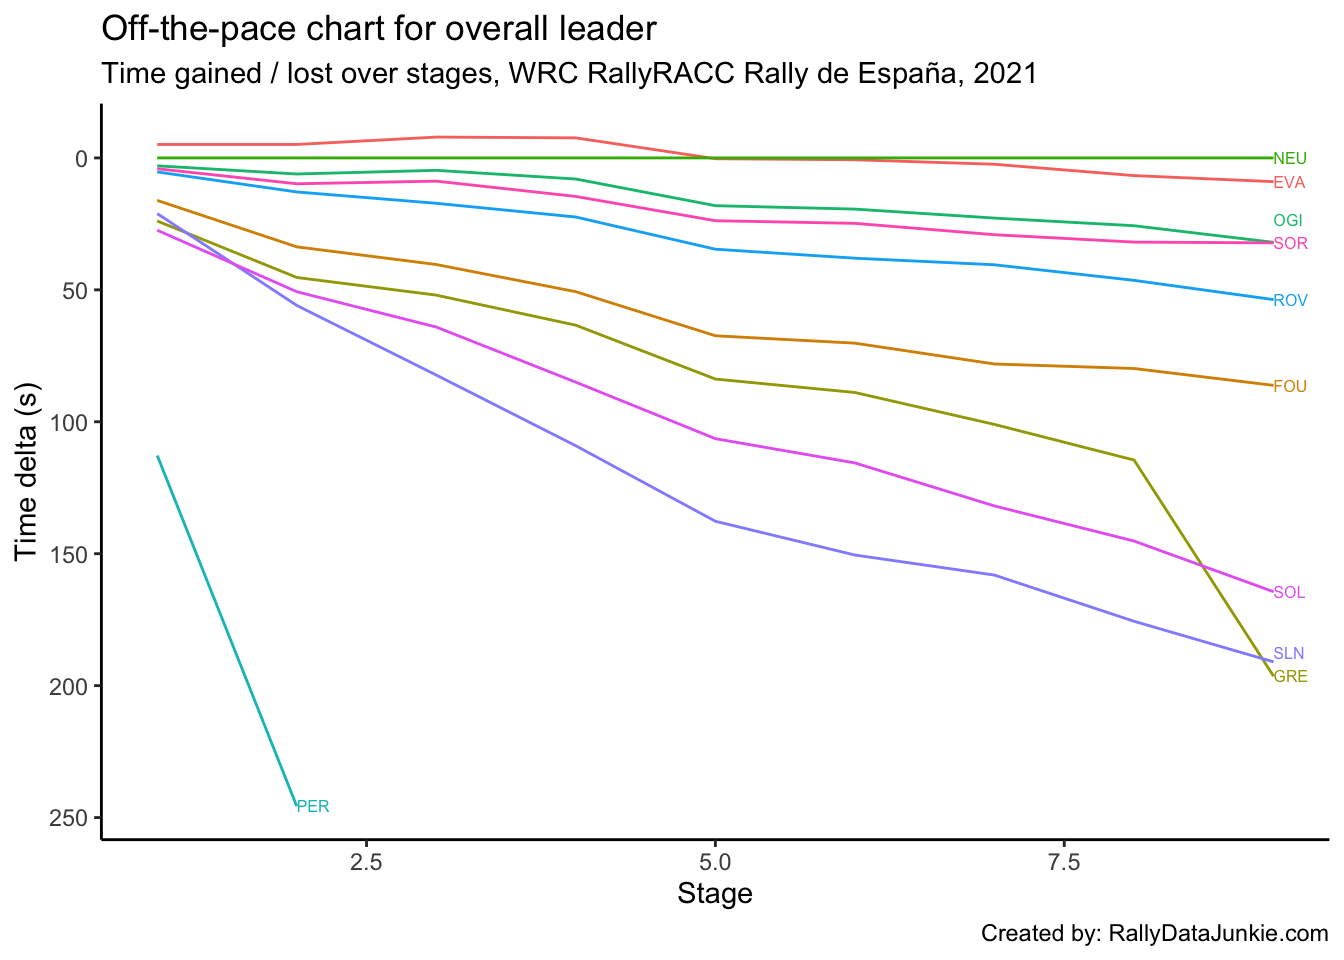 Off-the-pace chart for overall leader
Time gained / lost over stages, WRC RallyRACC Rally de España, 2021
Time delta (s)
0
50
100
150
200
250
NEU
EVA
OGI
SOR
ROV
FOU
SOL
SLN
GRE
PER
2.5 5.0 7.5
Stage
Created by: RallyDataJunkie.com